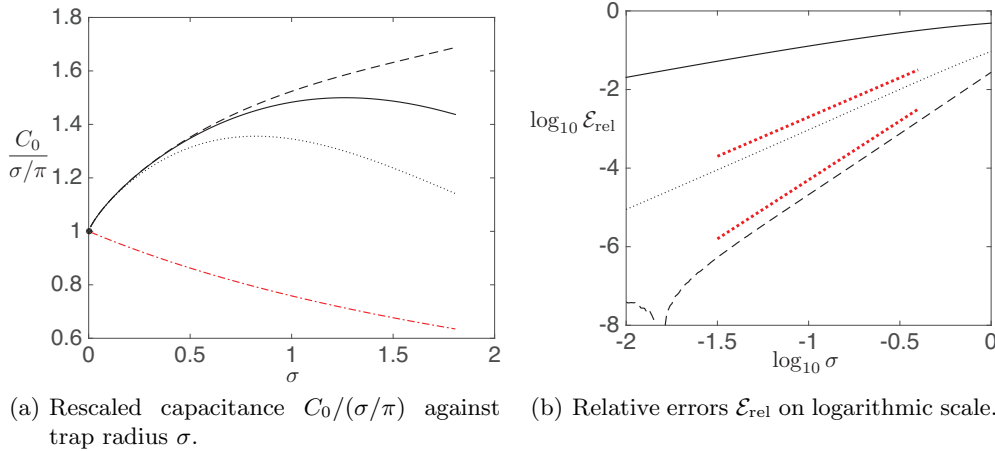 1.8
1.6
1.4
1.2
1
0.8
0.6
C₀
σ/π
0
0.5
1
1.5
2
σ
0
-2
log₁₀ ℰ_rel
-4
-6
-8
-2
-1.5
-1
-0.5
0
log₁₀ σ
(a) Rescaled capacitance C₀/(σ/π) against
trap radius σ.
(b) Relative errors ℰ_rel on logarithmic scale.